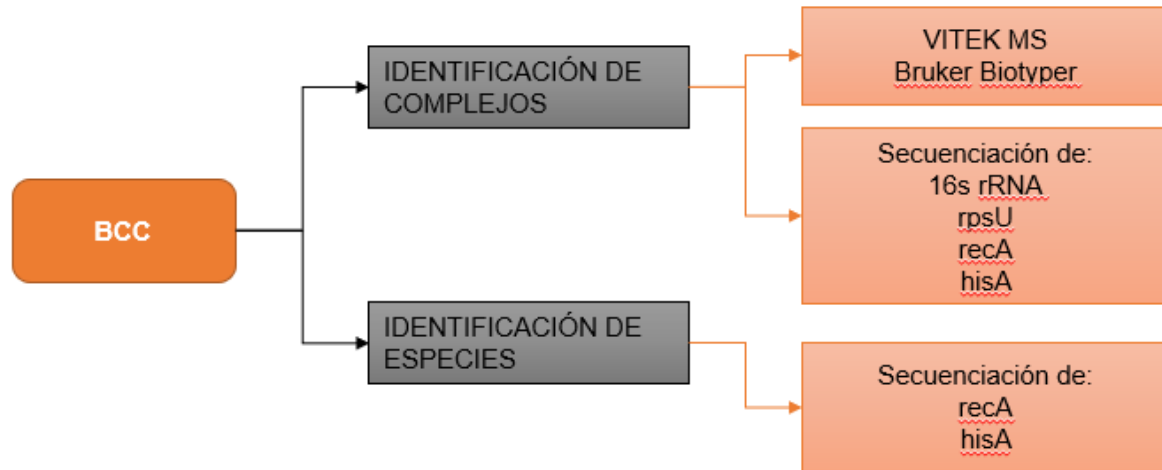 BCC
IDENTIFICACIÓN DE
COMPLEJOS
VITEK MS
Bruker Biotyper
Secuenciación de:
16s rRNA
rpsU
recA
hisA
IDENTIFICACIÓN DE
ESPECIES
Secuenciación de:
recA
hisA